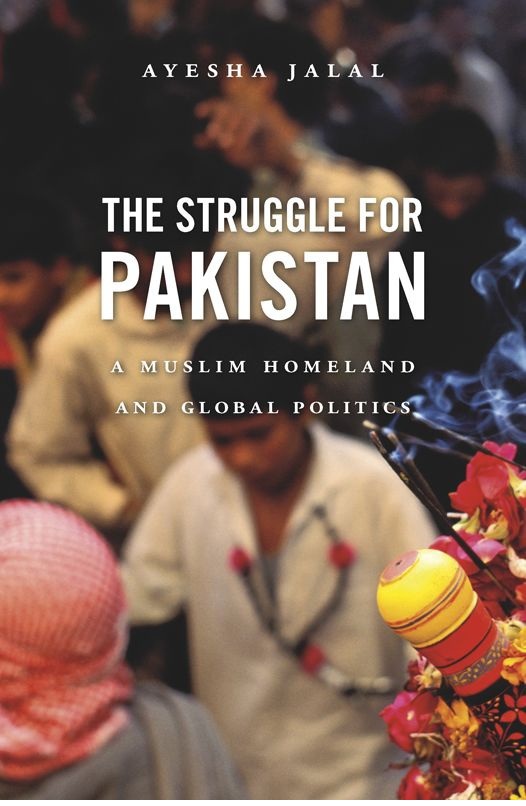 AYESHA JALAL
THE STRUGGLE FOR
PAKISTAN
A MUSLIM HOMELAND
AND GLOBAL POLITICS